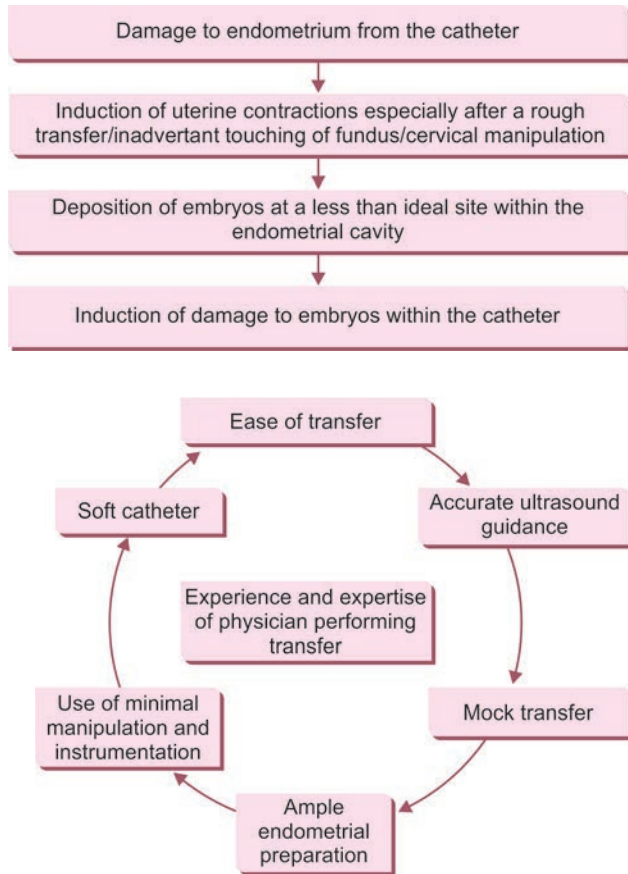 Damage to endometrium from the catheter
Induction of uterine contractions especially after a rough
transfer/inadvertant touching of fundus/cervical manipulation
Deposition of embryos at a less than ideal site within the
endometrial cavity
Induction of damage to embryos within the catheter
Ease of transfer
Accurate ultrasound
guidance
Mock transfer
Ample
endometrial
preparation
Use of minimal
manipulation and
instrumentation
Soft catheter
Experience and expertise
of physician performing
transfer